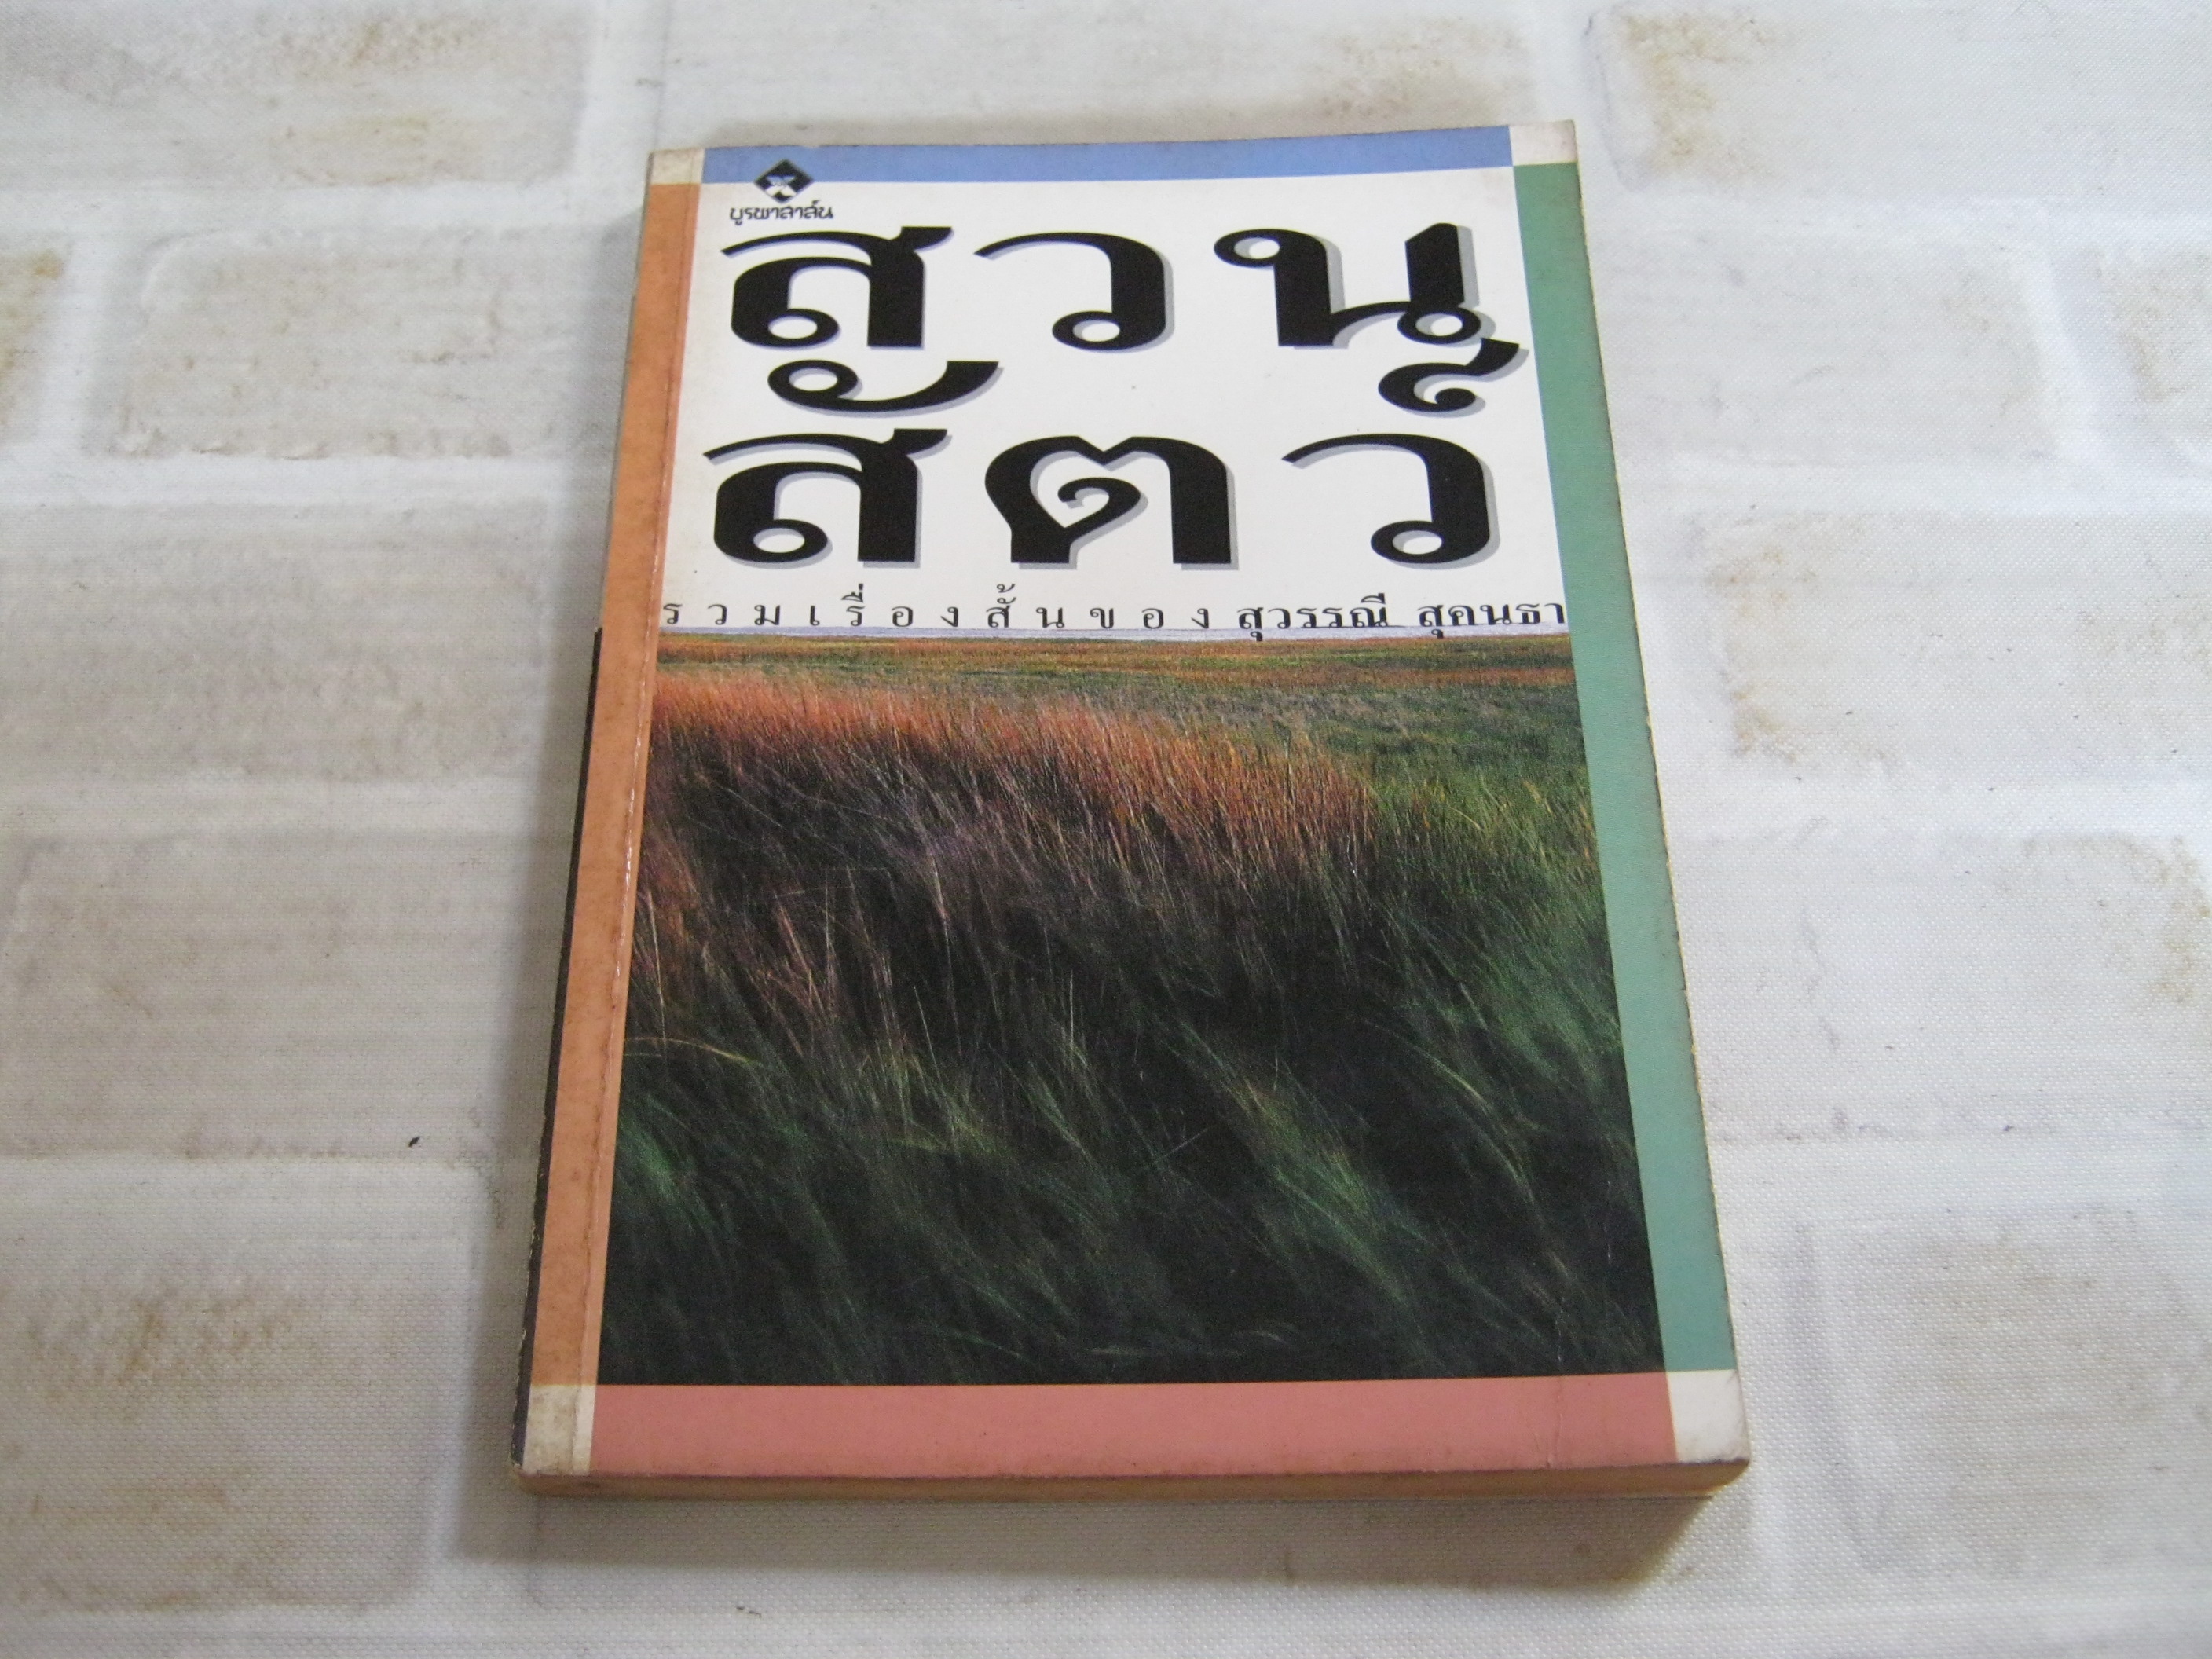 บูรพาสาส์น
สวน
สัตว์
รวมเรื่องสั้นของ สุวรรณี สุคนธา